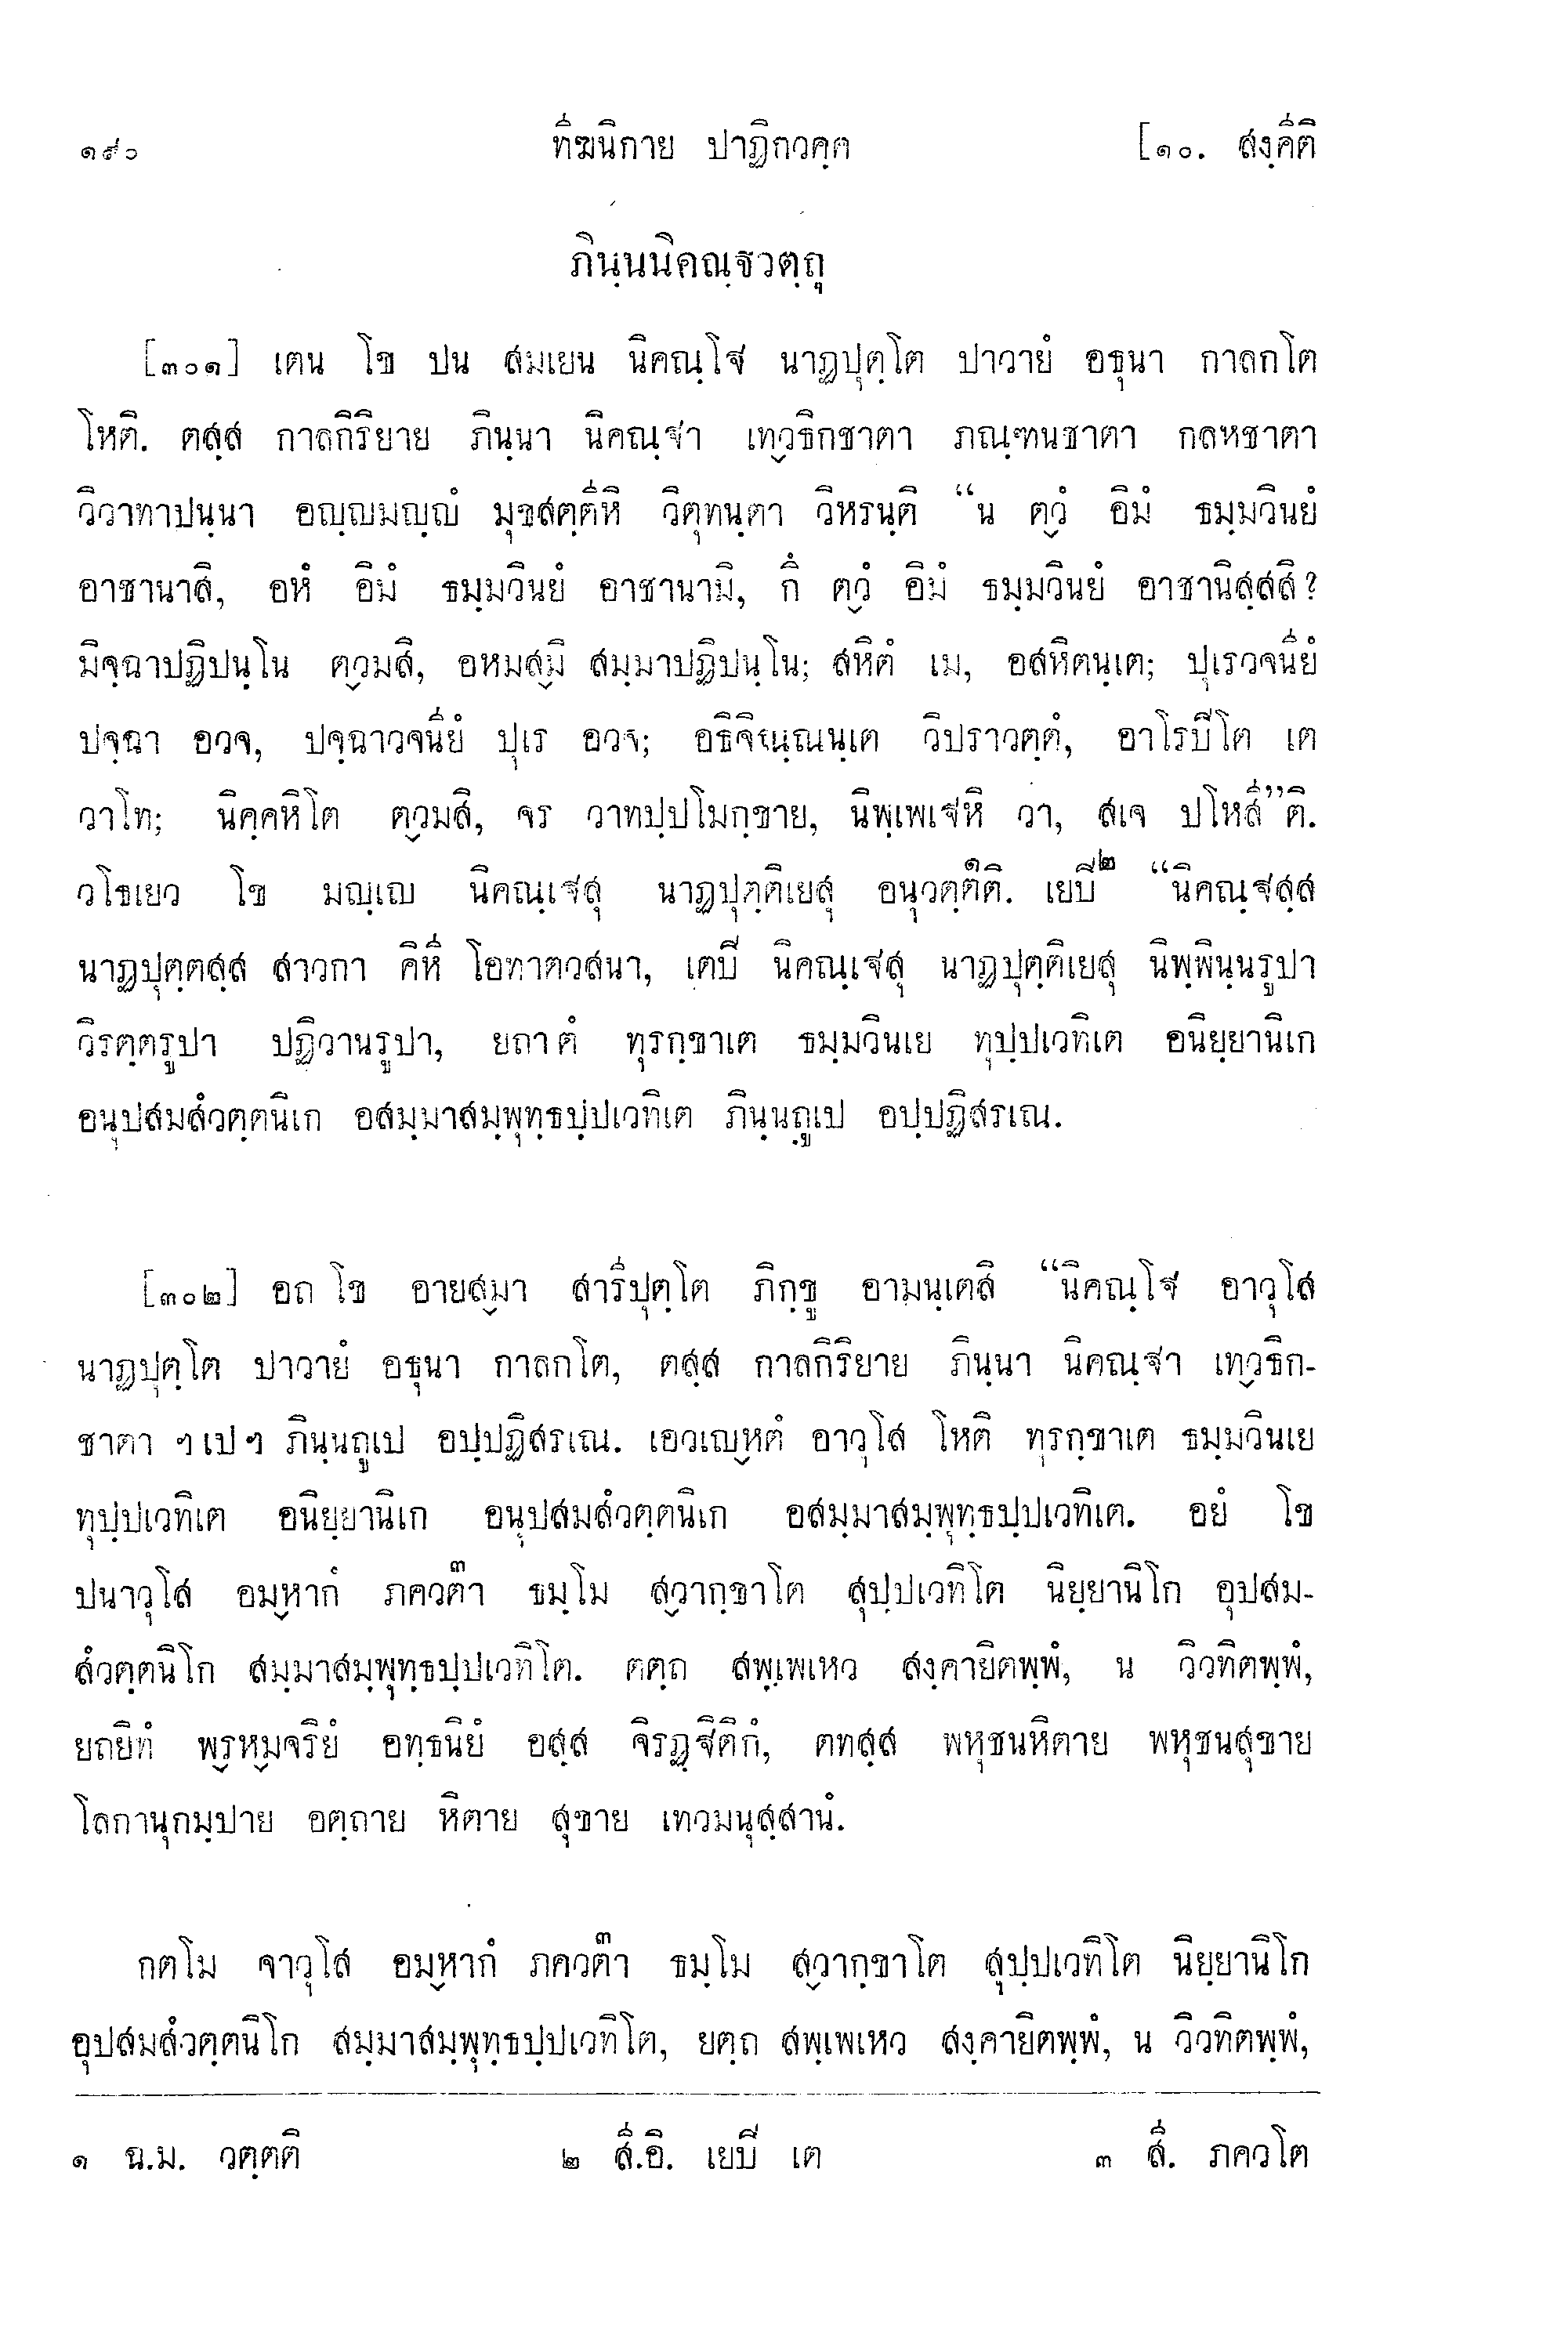 ๑๙๐ ทีฆนิกาย ปาฏิกวคฺค [๑๐. สงฺคีติ
ภินฺนนิคณฺฐวตฺถุ
[๓๐๑] เตน โข ปน สมเยน นิคณฺโฐ นาฏปุตฺโต ปาวายํ อธุนา กาลกโต
โหติ. ตสฺส กาลกิริยาย ภินฺนา นิคณฺฐา เทฺวธิกชาตา ภณฺฑนชาตา กลหชาตา
วิวาทาปนฺนา อญฺญมญฺญํ มุขสตฺตีหิ วิตุทนฺตา วิหรนฺติ “น ตฺวํ อิมํ ธมฺมวินยํ
อาชานาสิ, อหํ อิมํ ธมฺมวินยํ อาชานามิ, กึ ตฺวํ อิมํ ธมฺมวินยํ อาชานิสฺสสิ?
มิจฺฉาปฏิปนฺโน ตฺวมสิ, อหมสฺมิ สมฺมาปฏิปนฺโน; สหิตํ เม, อสหิตนฺเต; ปุเรวจนียํ
ปจฺฉา อวจ, ปจฺฉาวจนียํ ปุเร อวจ; อธิจิณฺณนฺเต วิปราวตฺตํ, อาโรปิโต เต
วาโท; นิคฺคหิโต ตฺวมสิ, จร วาทปฺปโมกฺขาย, นิพฺเพเฐหิ วา, สเจ ปโหสี”ติ.
วโธเยว โข มญฺเญ นิคณฺเฐสุ นาฏปุตฺติเยสุ อนุวตฺตติ๑. เยปิ๒ “นิคณฺฐสฺส
นาฏปุตฺตสฺส สาวกา คิหี โอทาตวสนา, เตปิ นิคณฺเฐสุ นาฏปุตฺติเยสุ นิพฺพินฺนรูปา
วิรตฺตรูปา ปฏิวานรูปา, ยถา ตํ ทุรกฺขาเต ธมฺมวินเย ทุปฺปเวทิเต อนิยฺยานิเก
อนุปสมสํวตฺตนิเก อสมฺมาสมฺพุทฺธปฺปเวทิเต ภินฺนถูเป อปฺปฏิสรเณ.
[๓๐๒] อถ โข อายสฺมา สารีปุตฺโต ภิกฺขู อามนฺเตสิ “นิคณฺโฐ อาวุโส
นาฏปุตฺโต ปาวายํ อธุนา กาลกโต, ตสฺส กาลกิริยาย ภินฺนา นิคณฺฐา เทฺวธิก-
ชาตา ฯ เป ฯ ภินฺนถูเป อปฺปฏิสรเณ. เอวเญฺหตํ อาวุโส โหติ ทุรกฺขาเต ธมฺมวินเย
ทุปฺปเวทิเต อนิยฺยานิเก อนุปสมสํวตฺตนิเก อสมฺมาสมฺพุทฺธปฺปเวทิเต. อยํ โข
ปนาวุโส อมฺหากํ ภควตา๓ ธมฺโม สฺวากฺขาโต สุปฺปเวทิโต นิยฺยานิโก อุปสม-
สํวตฺตนิโก สมฺมาสมฺพุทฺธปฺปเวทิโต. ตตฺถ สพฺเพเหว สงฺคายิตพฺพํ, น วิวทิตพฺพํ,
ยถยิทํ พฺรหฺมจริยํ อทฺธนิยํ อสฺส จิรฏฺฐิติกํ, ตทสฺส พหุชนหิตาย พหุชนสุขาย
โลกานุกมฺปาย อตฺถาย หิตาย สุขาย เทวมนุสฺสานํ.
กตโม จาวุโส อมฺหากํ ภควตา๓ ธมฺโม สฺวากฺขาโต สุปฺปเวทิโต นิยฺยานิโก
อุปสมสํวตฺตนิโก สมฺมาสมฺพุทฺธปฺปเวทิโต, ยตฺถ สพฺเพเหว สงฺคายิตพฺพํ, น วิวทิตพฺพํ,
๑ ฉ.ม. วตฺตติ ๒ สี.อิ. เยปิ เต ๓ สี. ภควโต